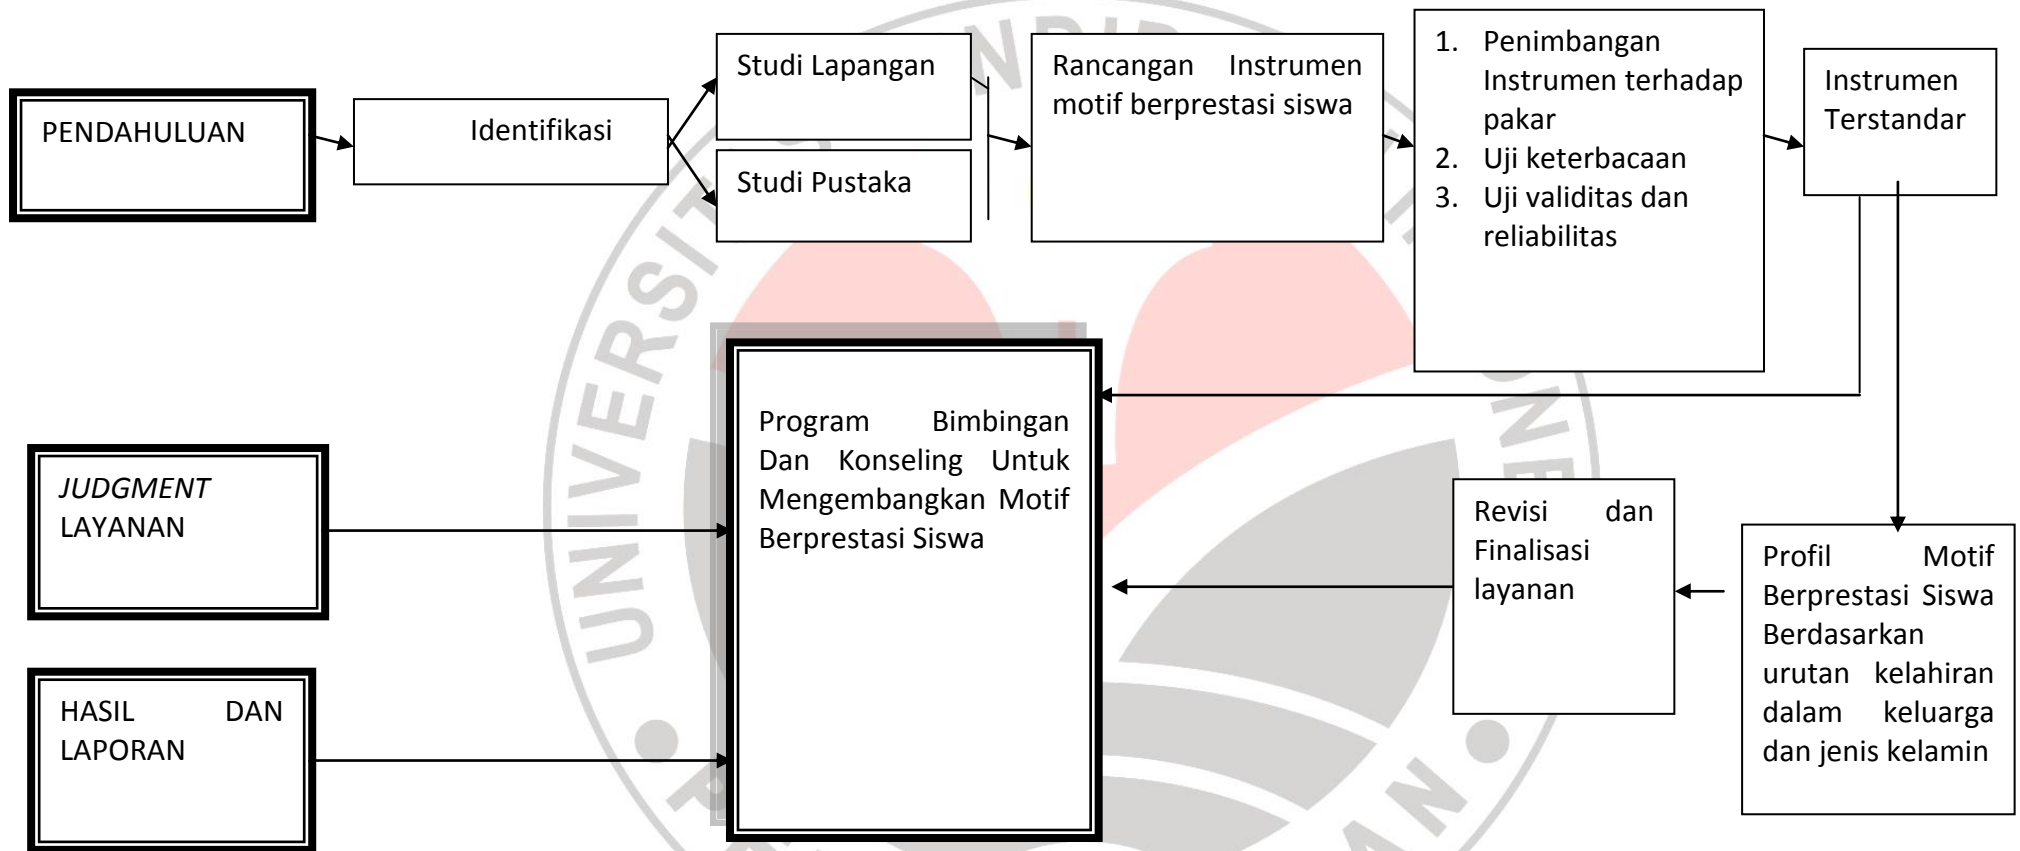 PENDAHULUAN
Identifikasi
Studi Lapangan
Studi Pustaka
Rancangan Instrumen
motif berprestasi siswa
1. Penimbangan
Instrumen terhadap
pakar
2. Uji keterbacaan
3. Uji validitas dan
reliabilitas
Instrumen
Terstandar
JUDGMENT
LAYANAN
Program Bimbingan
Dan Konseling Untuk
Mengembangkan Motif
Berprestasi Siswa
Revisi dan
Finalisasi
layanan
Profil Motif
Berprestasi Siswa
Berdasarkan
urutan kelahiran
dalam keluarga
dan jenis kelamin
HASIL DAN
LAPORAN